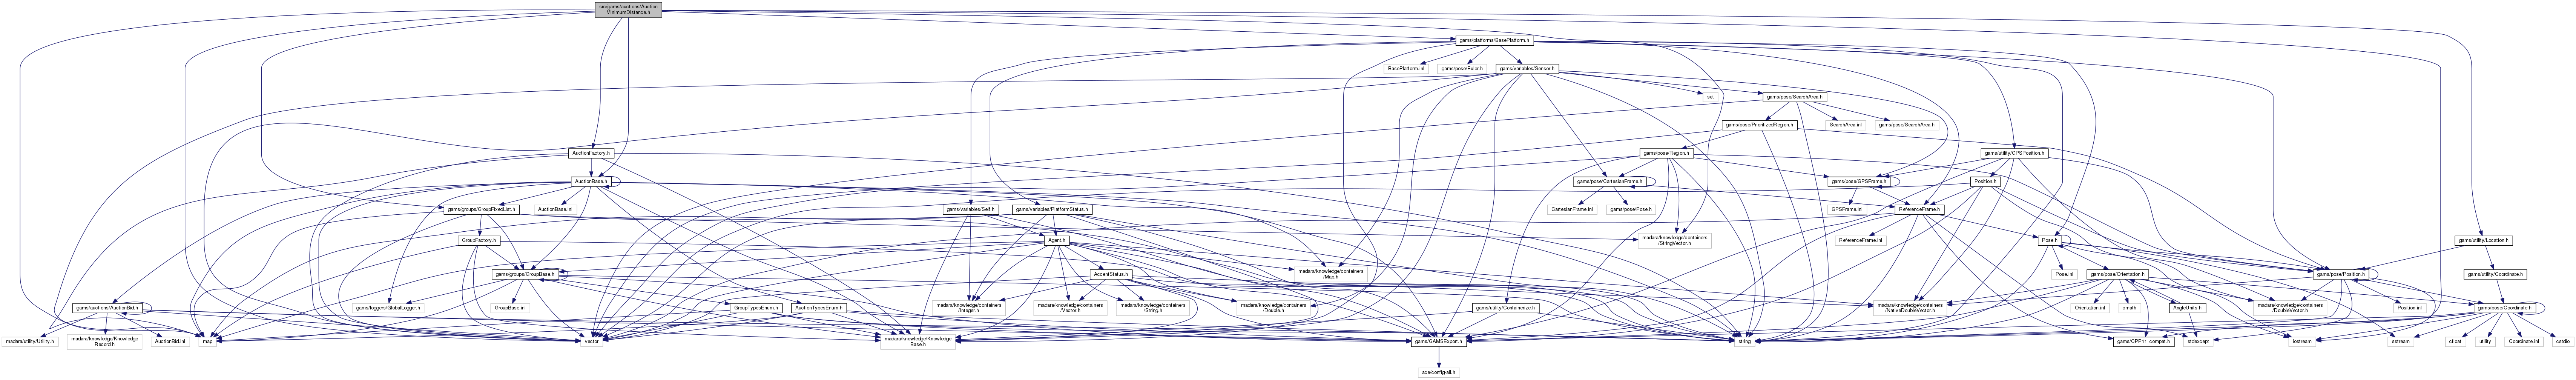 src/gams/auctions/Auction
MinimumDistance.h
gams/platforms/BasePlatform.h
BasePlatform.inl
gams/pose/Euler.h
gams/variables/Sensor.h
set
gams/pose/SearchArea.h
gams/pose/PrioritizedRegion.h
SearchArea.inl
gams/pose/SearchArea.h
AuctionFactory.h
gams/pose/Region.h
gams/utility/GPSPosition.h
AuctionBase.h
gams/pose/CartesianFrame.h
gams/pose/GPSFrame.h
Position.h
gams/groups/GroupFixedList.h
AuctionBase.inl
gams/variables/Self.h
gams/variables/PlatformStatus.h
CartesianFrame.inl
gams/pose/Pose.h
GPSFrame.inl
ReferenceFrame.h
GroupFactory.h
Agent.h
madara/knowledge/containers
/StringVector.h
ReferenceFrame.inl
Pose.h
gams/utility/Location.h
gams/groups/GroupBase.h
AccentStatus.h
madara/knowledge/containers
/Map.h
Pose.inl
gams/pose/Orientation.h
gams/pose/Position.h
gams/utility/Coordinate.h
gams/auctions/AuctionBid.h
gams/loggers/GlobalLogger.h
GroupBase.inl
GroupTypesEnum.h
AuctionTypesEnum.h
madara/knowledge/containers
/Integer.h
madara/knowledge/containers
/Vector.h
madara/knowledge/containers
/String.h
madara/knowledge/containers
/Double.h
gams/utility/Containerize.h
madara/knowledge/containers
/NativeDoubleVector.h
Orientation.inl
cmath
AngleUnits.h
madara/knowledge/containers
/DoubleVector.h
Position.inl
gams/pose/Coordinate.h
madara/utility/Utility.h
madara/knowledge/Knowledge
Record.h
AuctionBid.inl
map
vector
madara/knowledge/Knowledge
Base.h
gams/GAMSExport.h
string
gams/CPP11_compat.h
stdexcept
iostream
sstream
cfloat
utility
Coordinate.inl
cstdio
ace/config-all.h